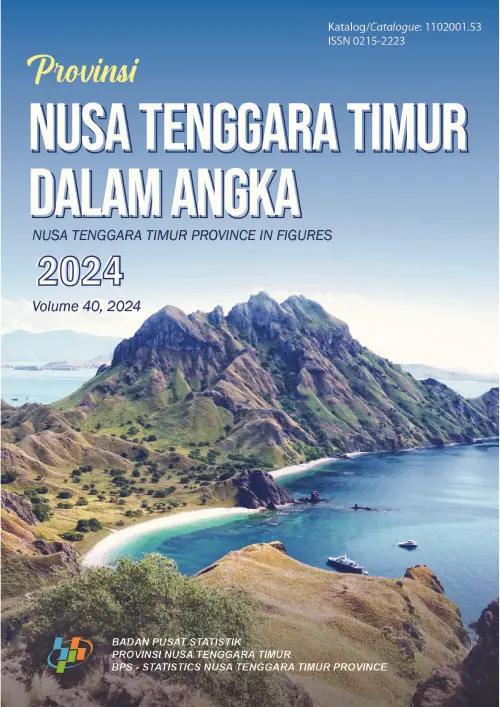 Katalog/Catalogue: 1102001.53
ISSN 0215-2223
Provinsi
NUSA TENGGARA TIMUR
DALAM ANGKA
NUSA TENGGARA TIMUR PROVINCE IN FIGURES
2024
Volume 40, 2024
BADAN PUSAT STATISTIK
PROVINSI NUSA TENGGARA TIMUR
BPS - STATISTICS NUSA TENGGARA TIMUR PROVINCE